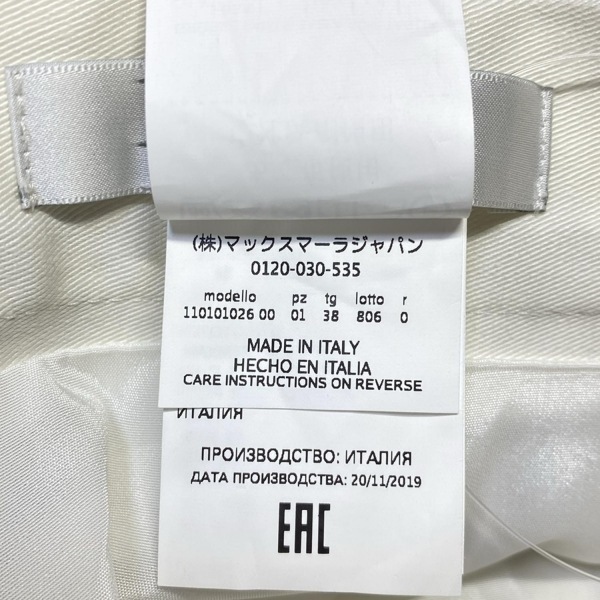 (株)マックスマーラジャパン
0120-030-535
modello pz tg lotto r
110101026 00 01 38 806 0
MADE IN ITALY
HECHO EN ITALIA
CARE INSTRUCTIONS ON REVERSE
ИТАЛИЯ
ПРОИЗВОДСТВО: ИТАЛИЯ
ДАТА ПРОИЗВОДСТВА: 20/11/2019
EAC